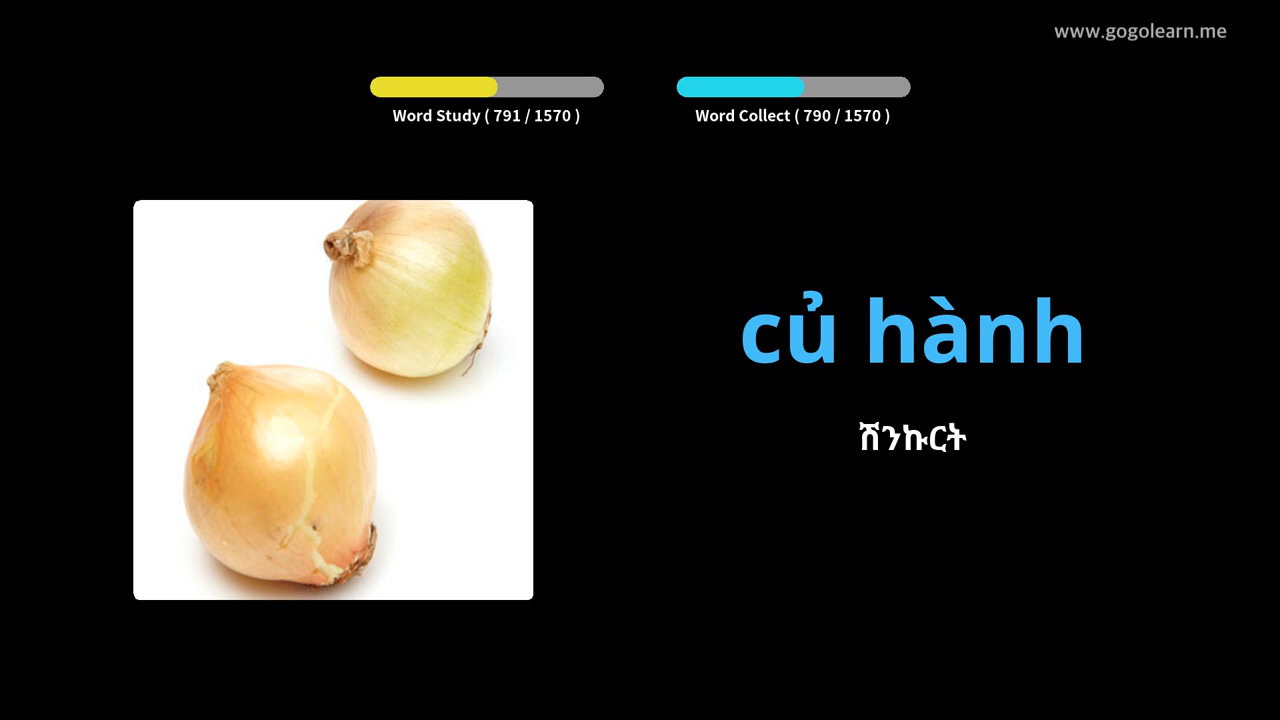 www.gogolearn.me
Word Study ( 791 / 1570 )
Word Collect ( 790 / 1570 )
củ hành
ሽንኩርት